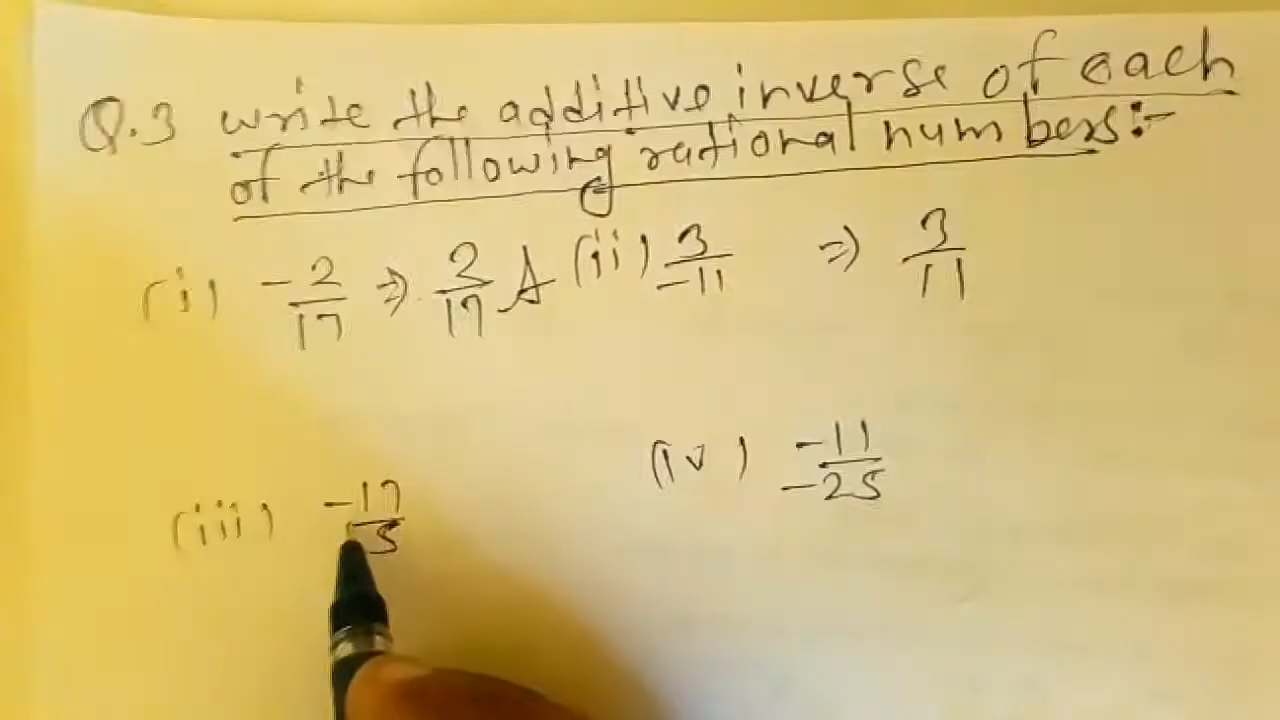 Q.3 write the additive inverse of each
of the following rational numbers:-
(i) -2/17 ⇒ 2/17 A (ii) 3/-11 ⇒ 3/11
(iii) -17/5 (iv) -11/-25